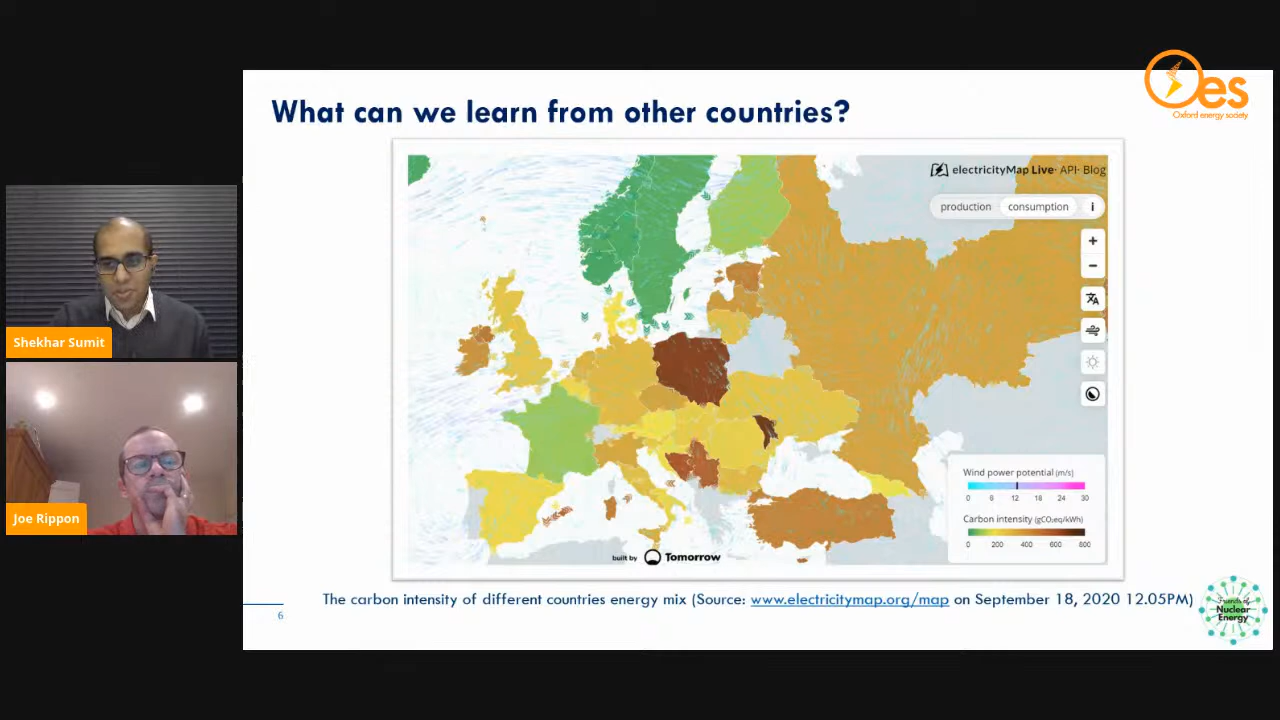 Oes
Oxford energy society
What can we learn from other countries?
electricityMap Live· API· Blog
production consumption i
+
−
Shekhar Sumit
Joe Rippon
Wind power potential (m/s)
0 6 12 18 24 30
Carbon intensity (gCO₂eq/kWh)
0 200 400 600 800
built by Tomorrow
The carbon intensity of different countries energy mix (Source: www.electricitymap.org/map on September 18, 2020 12.05PM)
6
Friends of
Nuclear
Energy